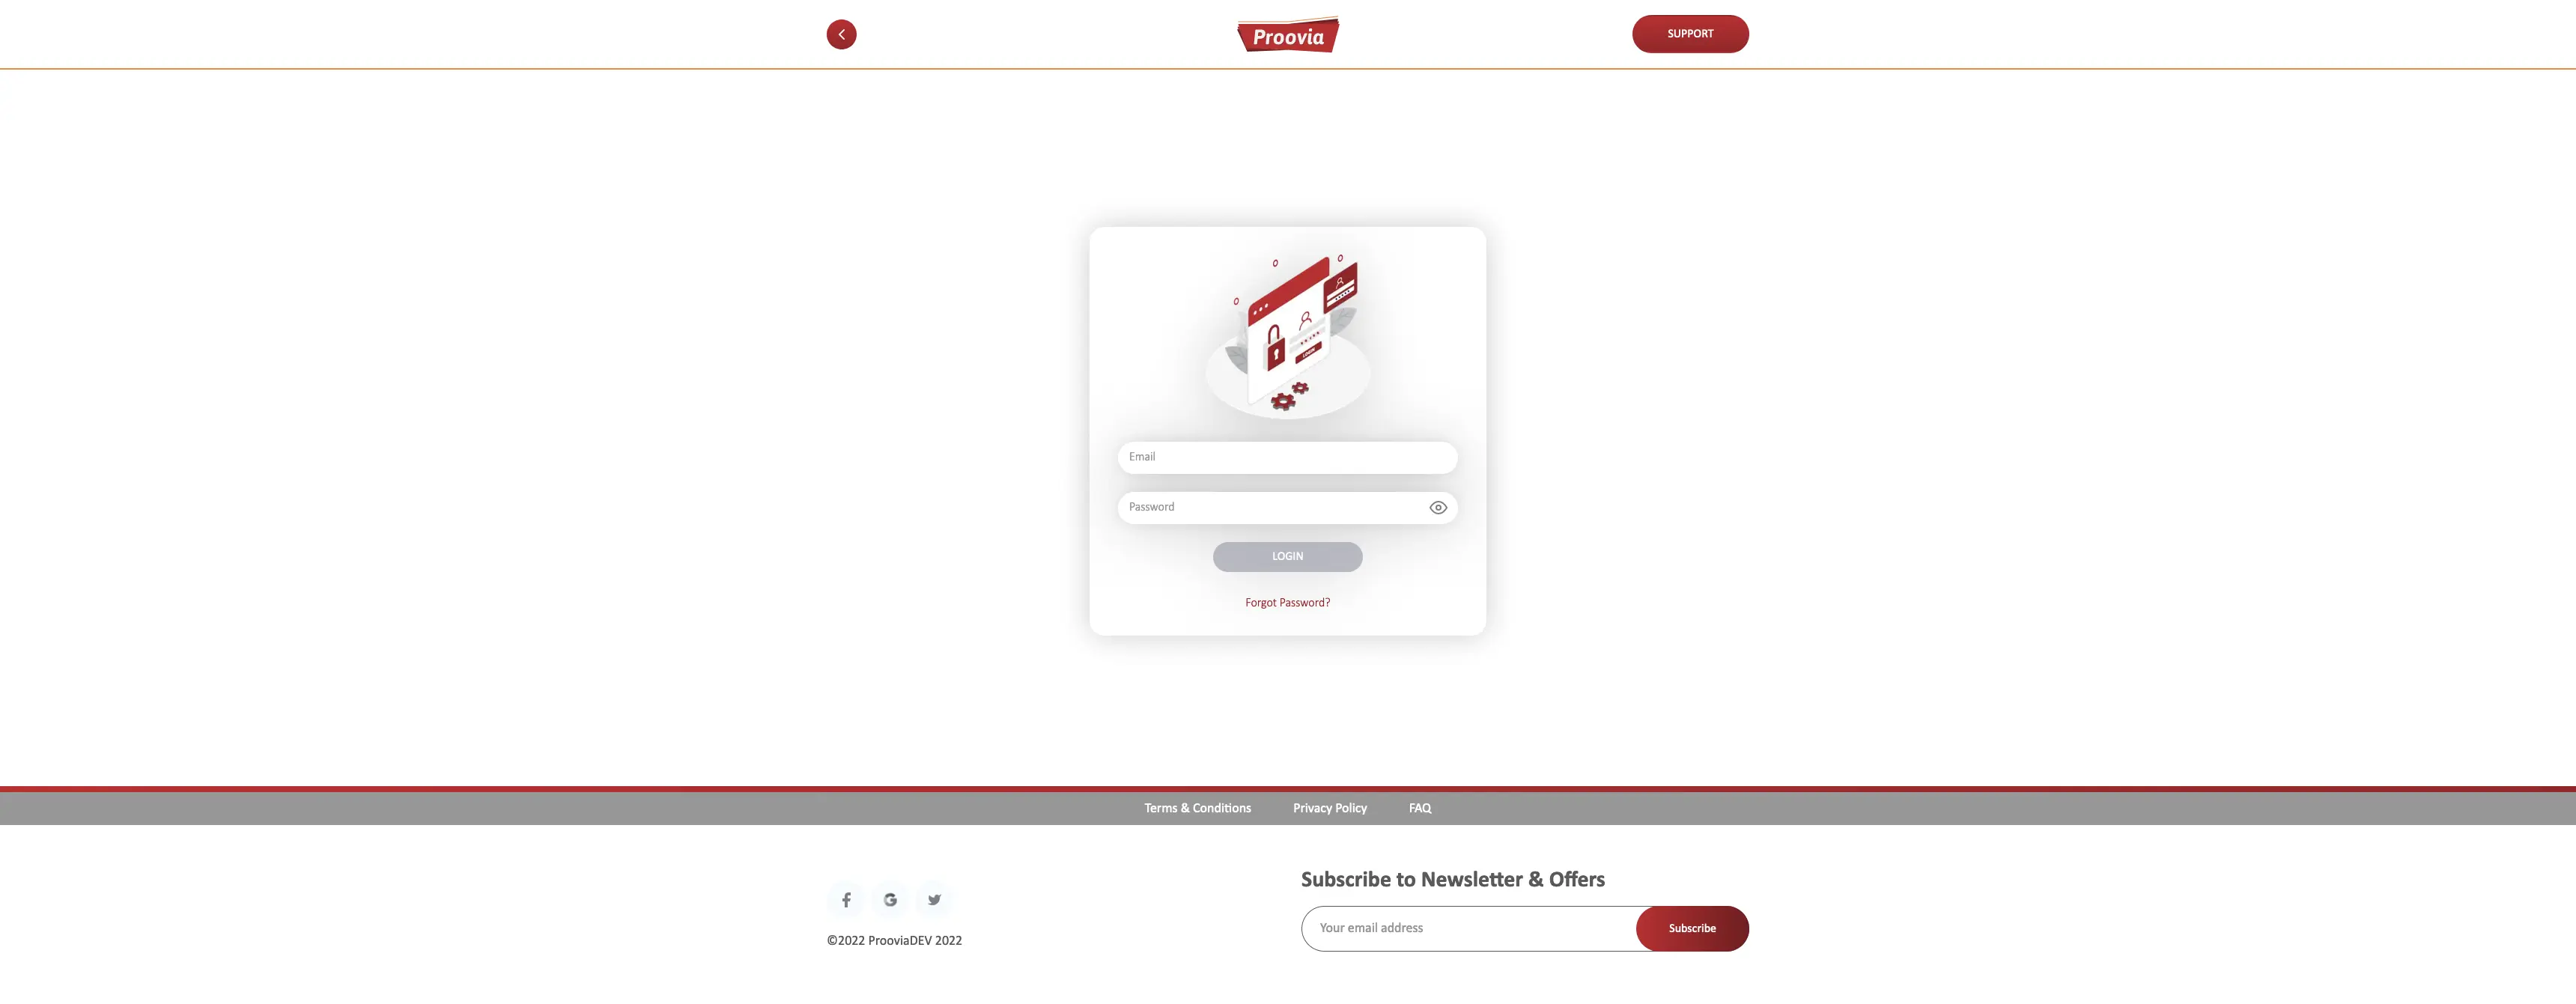 Proovia
SUPPORT
LOGIN
Email
Password
LOGIN
Forgot Password?
Terms & Conditions
Privacy Policy
FAQ
Subscribe to Newsletter & Offers
Your email address
Subscribe
©2022 ProoviaDEV 2022